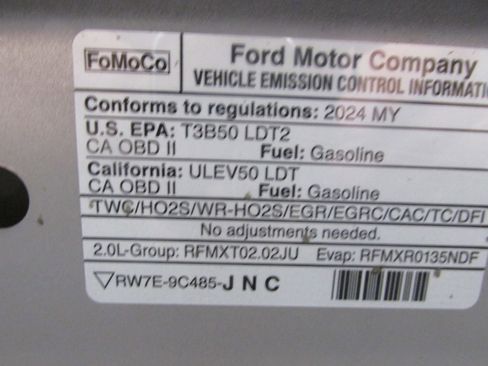 FoMoCo
Ford Motor Company
VEHICLE EMISSION CONTROL
Conforms to regulations: 2024 MY
U.S. EPA: T3B50 LDT2
CA OBD II Fuel: Gasoline
California: ULEV50 LDT
CA OBD II Fuel: Gasoline
TWC/HO2S/WR-HO2S/EGR/EGRC/CAC/TC/DFI
No adjustments needed.
2.0L-Group: RFMXT02.02JU Evap: RFMXR0135NDF
RW7E-9C485-JNC